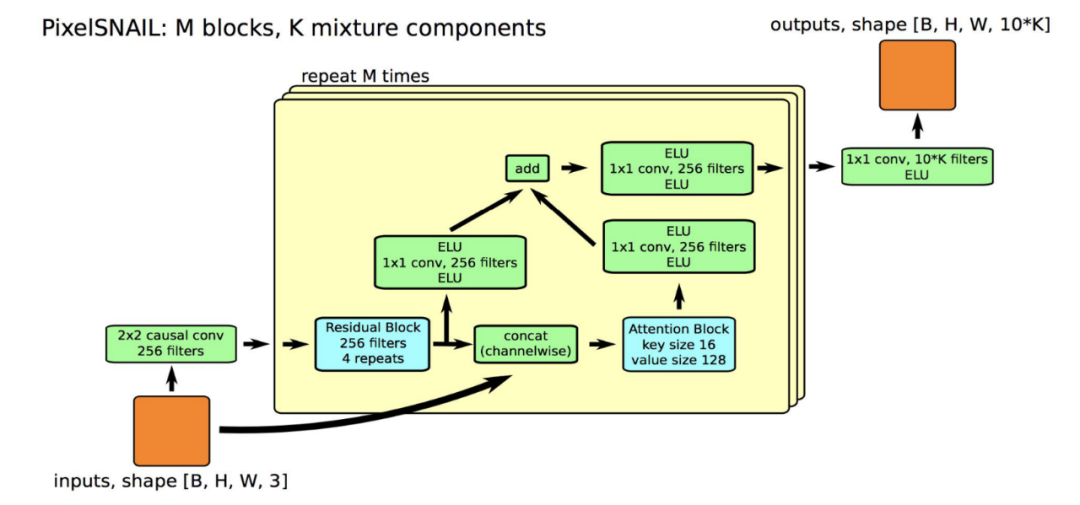 PixelSNAIL: M blocks, K mixture components
outputs, shape [B, H, W, 10*K]
repeat M times
add
ELU
1x1 conv, 256 filters
ELU
1x1 conv, 10*K filters
ELU
ELU
1x1 conv, 256 filters
ELU
ELU
1x1 conv, 256 filters
ELU
2x2 causal conv
256 filters
Residual Block
256 filters
4 repeats
concat
(channelwise)
Attention Block
key size 16
value size 128
inputs, shape [B, H, W, 3]